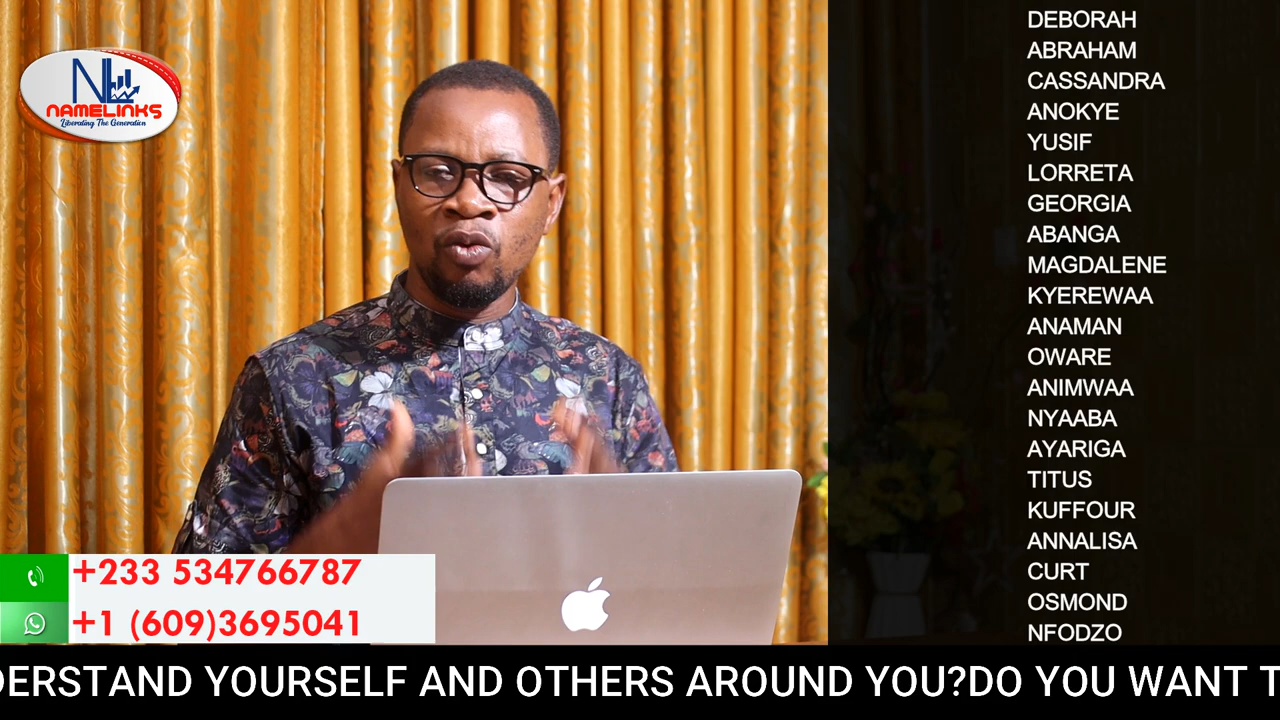 NL
NAMELINKS
Liberating The Generation
DEBORAH
ABRAHAM
CASSANDRA
ANOKYE
YUSIF
LORRETA
GEORGIA
ABANGA
MAGDALENE
KYEREWAA
ANAMAN
OWARE
ANIMWAA
NYAABA
AYARIGA
TITUS
KUFFOUR
ANNALISA
CURT
OSMOND
NFODZO
+233 534766787
+1 (609)3695041
DERSTAND YOURSELF AND OTHERS AROUND YOU?DO YOU WANT T